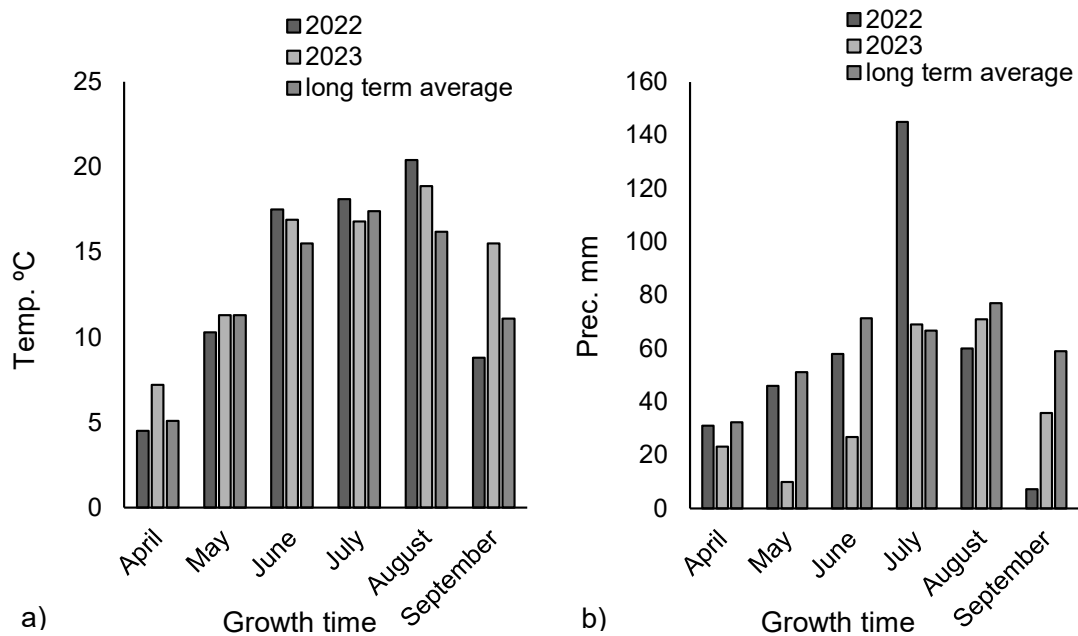 2022
2023
long term average
25
20
15
10
5
0
Temp. ºC
April
May
June
July
August
September
a)
Growth time
2022
2023
long term average
160
140
120
100
80
60
40
20
0
Prec. mm
April
May
June
July
August
September
b)
Growth time